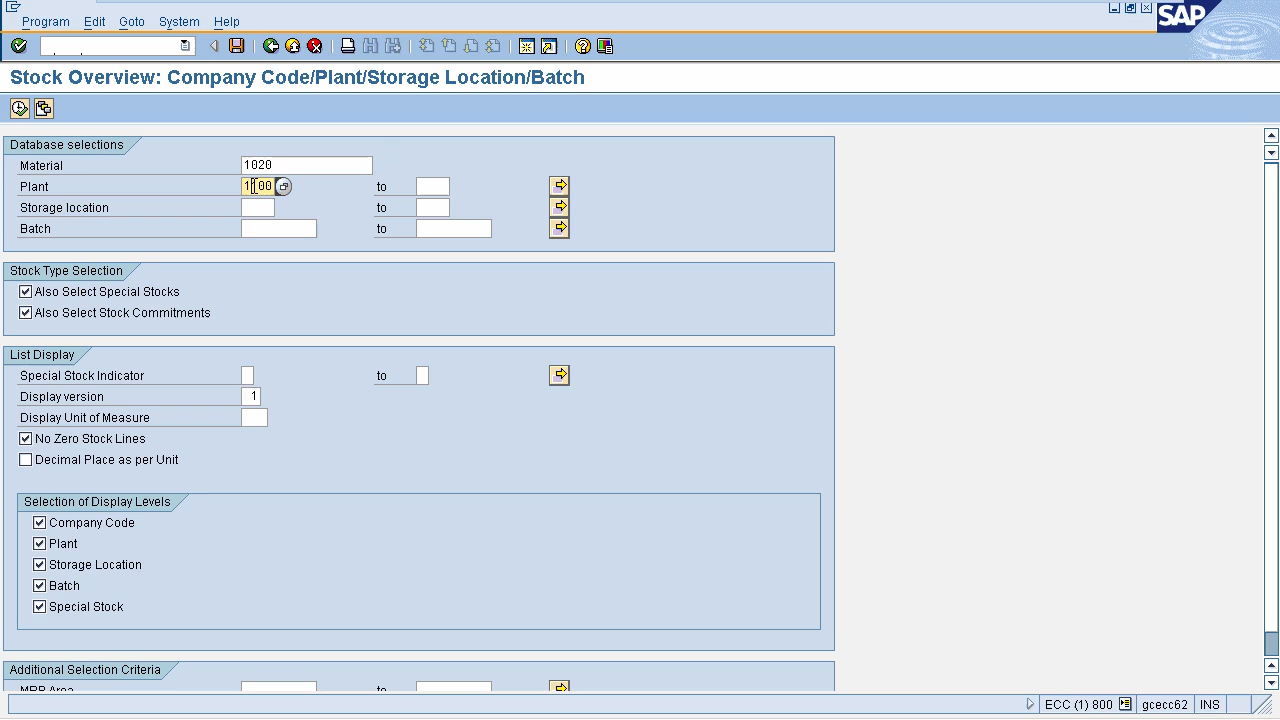 Program Edit Goto System Help
SAP
Stock Overview: Company Code/Plant/Storage Location/Batch
Database selections
Material 1020
Plant to
Storage location to
Batch to
Stock Type Selection
Also Select Special Stocks
Also Select Stock Commitments
List Display
Special Stock Indicator to
Display version 1
Display Unit of Measure
No Zero Stock Lines
Decimal Place as per Unit
Selection of Display Levels
Company Code
Plant
Storage Location
Batch
Special Stock
Additional Selection Criteria
MRP Area to
ECC (1) 800 gcecc62 INS